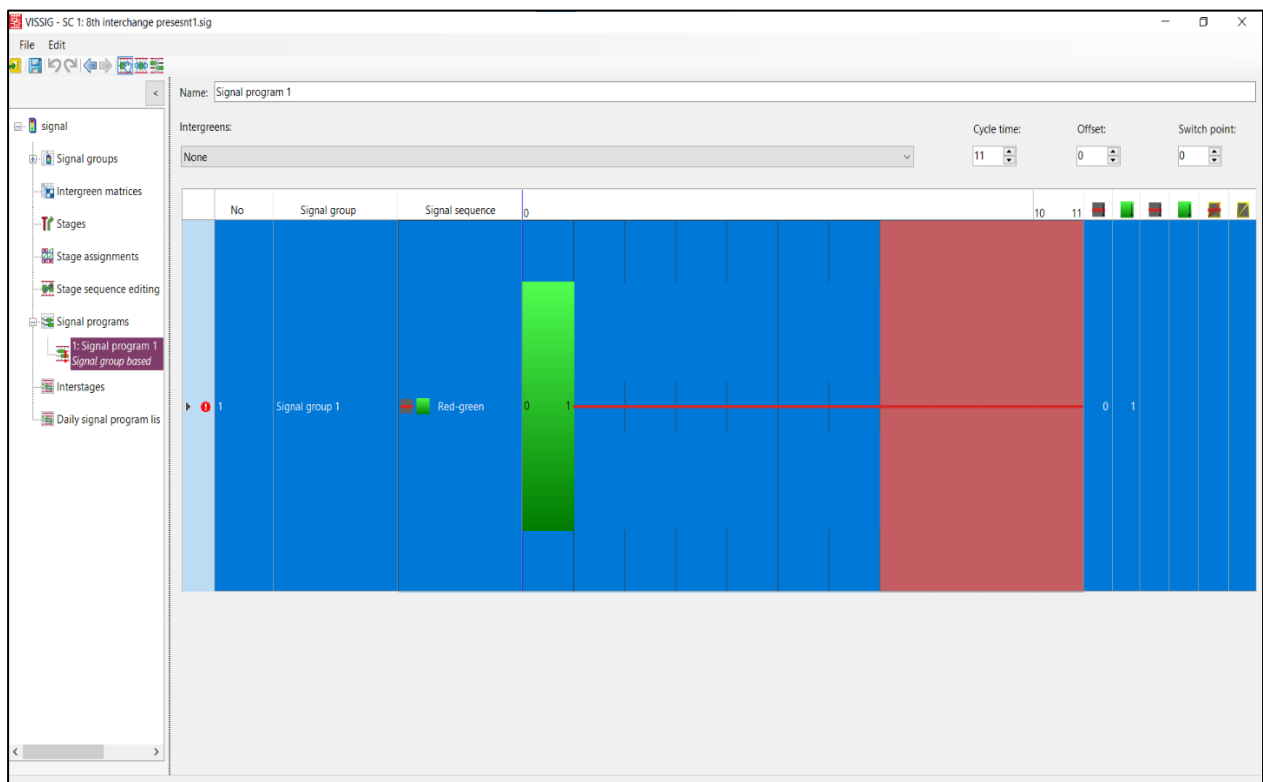 VISSIG - SC 1: 8th interchange presesnt1.sig
File Edit
Name: Signal program 1
signal
Signal groups
Intergreen matrices
Stages
Stage assignments
Stage sequence editing
Signal programs
1: Signal program 1
Signal group based
Interstages
Daily signal program lis
Intergreens: Cycle time: Offset: Switch point:
None 11 0 0
No Signal group Signal sequence 0 10 11
1 Signal group 1 Red-green 0 1 0 1